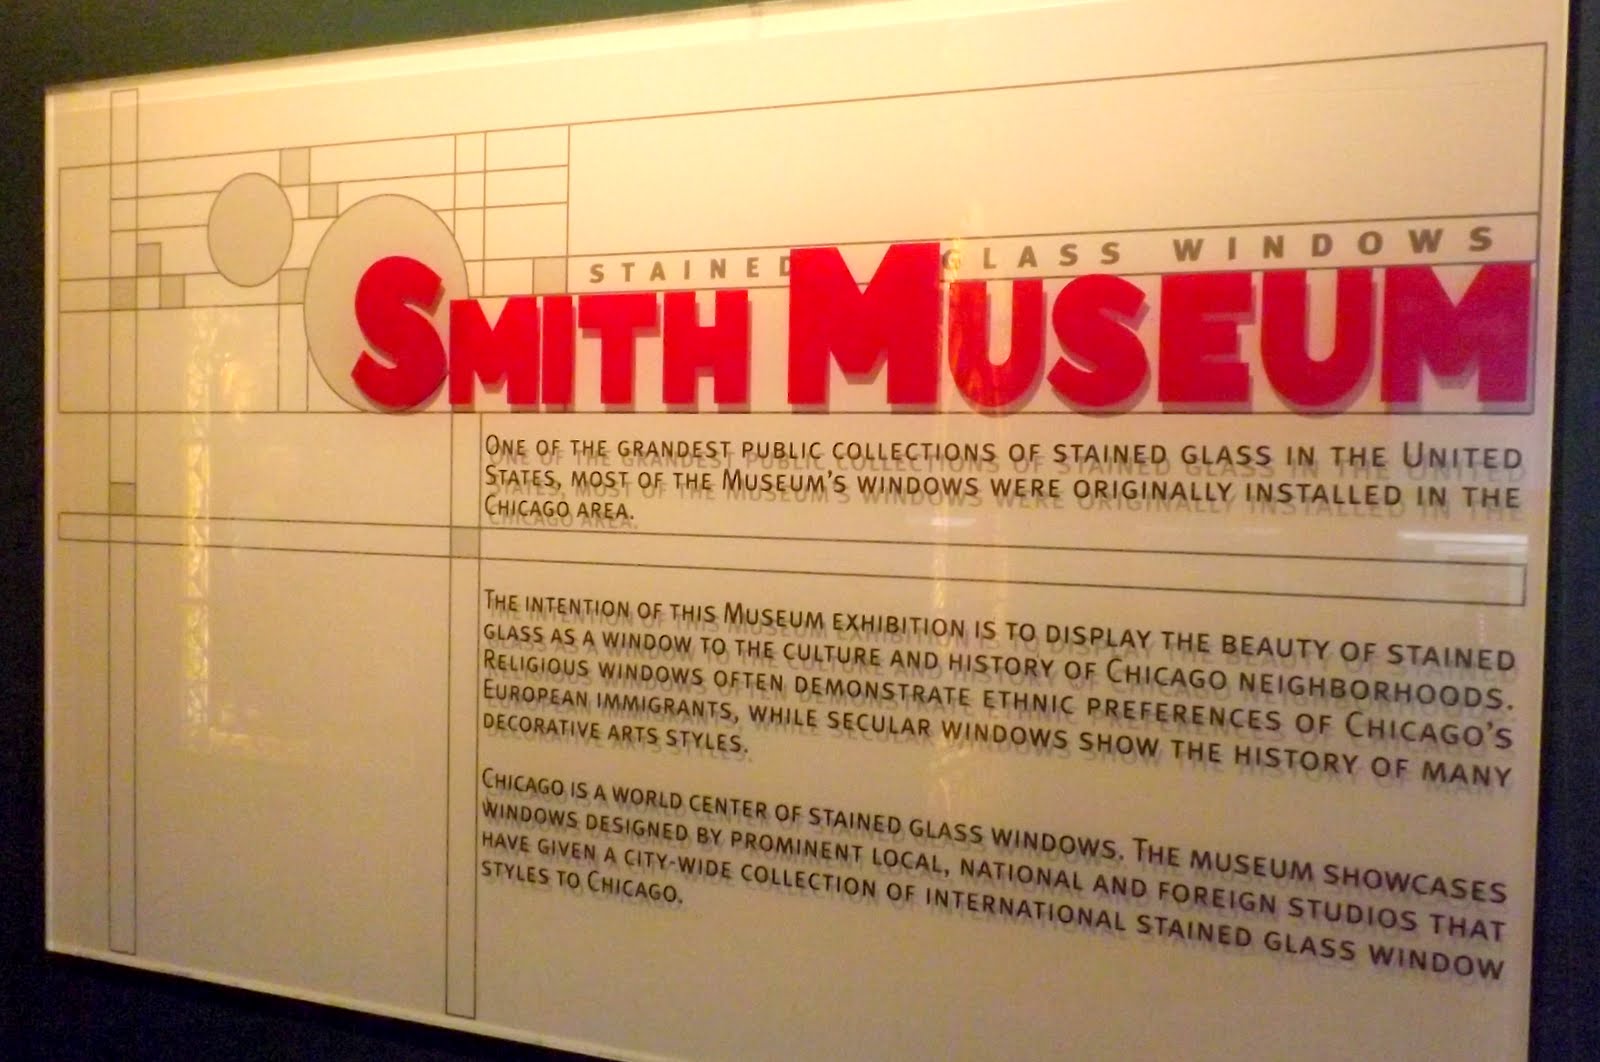 STAINED GLASS WINDOWS
SMITH MUSEUM
ONE OF THE GRANDEST PUBLIC COLLECTIONS OF STAINED GLASS IN THE UNITED
STATES, MOST OF THE MUSEUM'S WINDOWS WERE ORIGINALLY INSTALLED IN THE
CHICAGO AREA.
THE INTENTION OF THIS MUSEUM EXHIBITION IS TO DISPLAY THE BEAUTY OF STAINED
GLASS AS A WINDOW TO THE CULTURE AND HISTORY OF CHICAGO NEIGHBORHOODS.
RELIGIOUS WINDOWS OFTEN DEMONSTRATE ETHNIC PREFERENCES OF CHICAGO'S
EUROPEAN IMMIGRANTS, WHILE SECULAR WINDOWS SHOW THE HISTORY OF MANY
DECORATIVE ARTS STYLES.
CHICAGO IS A WORLD CENTER OF STAINED GLASS WINDOWS. THE MUSEUM SHOWCASES
WINDOWS DESIGNED BY PROMINENT LOCAL, NATIONAL AND FOREIGN STUDIOS THAT
HAVE GIVEN A CITY-WIDE COLLECTION OF INTERNATIONAL STAINED GLASS WINDOW
STYLES TO CHICAGO.